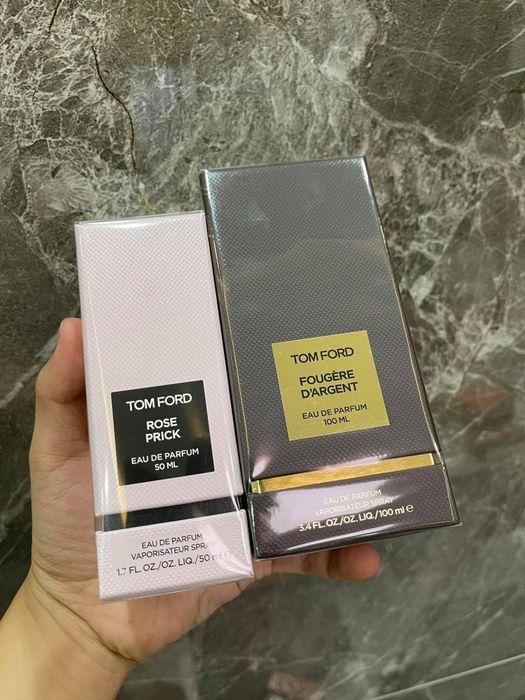 TOM FORD
ROSE
PRICK
EAU DE PARFUM
50 ML
EAU DE PARFUM
VAPORISATEUR SPRAY
1.7 FL.OZ./OZ. LIQ./50 ml e
TOM FORD
FOUGÈRE
D'ARGENT
EAU DE PARFUM
100 ML
EAU DE PARFUM
VAPORISATEUR SPRAY
3.4 FL.OZ./OZ. LIQ./100 ml e